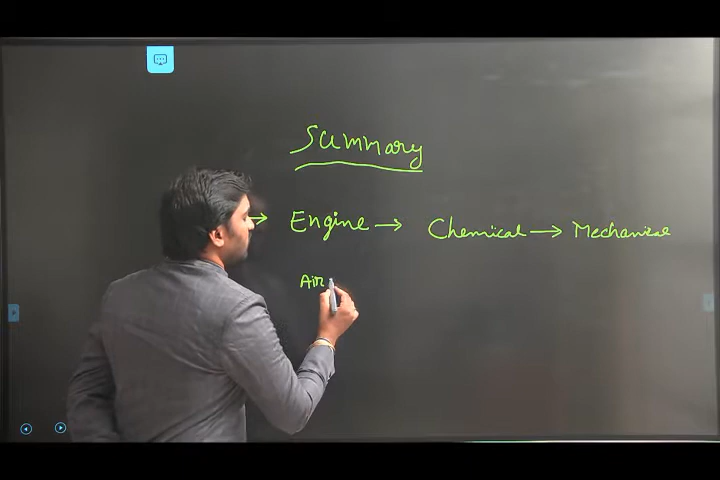 Summary
→ Engine → Chemical → Mechanical
Air